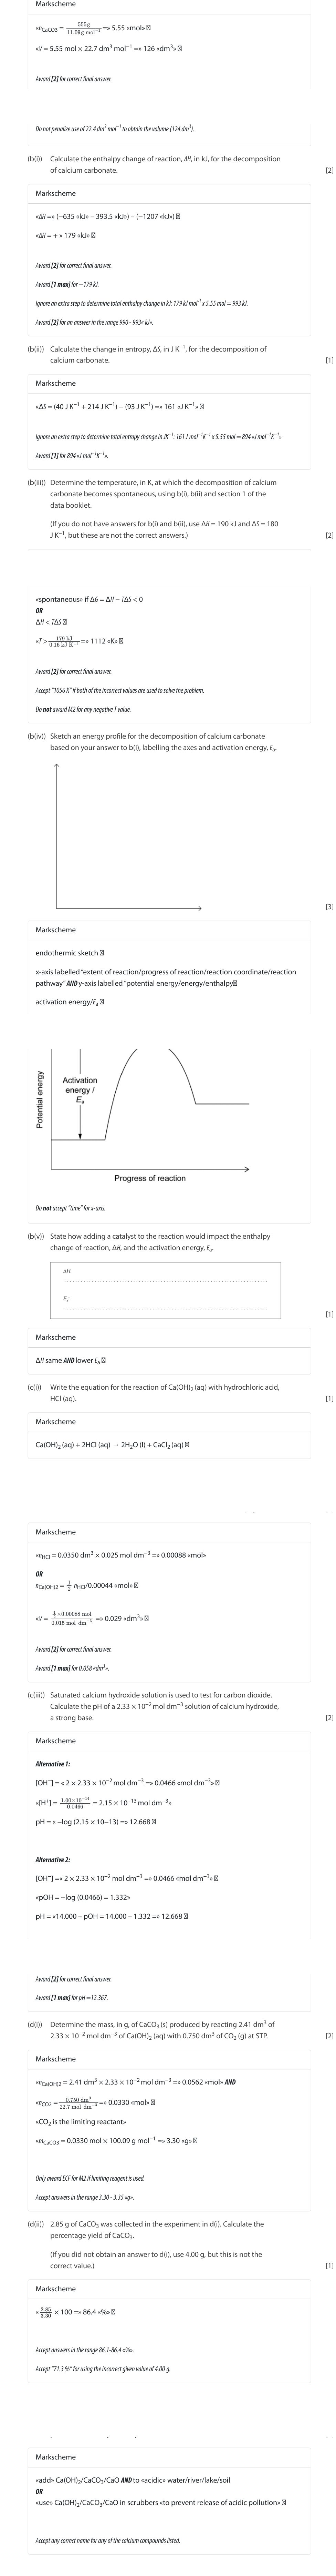 Markscheme
«nCaCO3 = 555 g / 11.09 g mol−1 =» 5.55 «mol» 
«V = 5.55 mol × 22.7 dm3 mol−1 =» 126 «dm3» 
Award [2] for correct final answer.
Do not penalize use of 22.4 dm3 mol−1 to obtain the volume (124 dm3).
(b(i)) Calculate the enthalpy change of reaction, ΔH, in kJ, for the decomposition
of calcium carbonate.
[2]
Markscheme
«ΔH =» (−635 «kJ» − 393.5 «kJ») − (−1207 «kJ») 
«ΔH = + » 179 «kJ» 
Award [2] for correct final answer.
Award [1 max] for −179 kJ.
Ignore an extra step to determine total enthalpy change in kJ: 179 kJ mol−1 x 5.55 mol = 993 kJ.
Award [2] for an answer in the range 990 - 993« kJ».
(b(ii)) Calculate the change in entropy, ΔS, in J K−1, for the decomposition of
calcium carbonate.
[1]
Markscheme
«ΔS = (40 J K−1 + 214 J K−1) − (93 J K−1) =» 161 «J K−1» 
Ignore an extra step to determine total entropy change in JK−1: 161 J mol−1K−1 x 5.55 mol = 894 «J mol−1K−1»
Award [1] for 894 «J mol−1K−1».
(b(iii)) Determine the temperature, in K, at which the decomposition of calcium
carbonate becomes spontaneous, using b(i), b(ii) and section 1 of the
data booklet.
(If you do not have answers for b(i) and b(ii), use ΔH = 190 kJ and ΔS = 180
J K−1, but these are not the correct answers.)
[2]
«spontaneous» if ΔG = ΔH − TΔS < 0
OR
ΔH < TΔS 
«T > 179 kJ / 0.16 kJ K−1 =» 1112 «K» 
Award [2] for correct final answer.
Accept "1056 K" if both of the incorrect values are used to solve the problem.
Do not award M2 for any negative T value.
(b(iv)) Sketch an energy profile for the decomposition of calcium carbonate
based on your answer to b(i), labelling the axes and activation energy, Ea.
[3]
Markscheme
endothermic sketch 
x-axis labelled "extent of reaction/progress of reaction/reaction coordinate/reaction
pathway" AND y-axis labelled "potential energy/energy/enthalpy
activation energy/Ea 
Potential energy
Activation
energy /
Ea
Progress of reaction
Do not accept "time" for x-axis.
(b(v)) State how adding a catalyst to the reaction would impact the enthalpy
change of reaction, ΔH, and the activation energy, Ea.
ΔH:
Ea:
[1]
Markscheme
ΔH same AND lower Ea 
(c(i)) Write the equation for the reaction of Ca(OH)2 (aq) with hydrochloric acid,
HCl (aq).
[1]
Markscheme
Ca(OH)2 (aq) + 2HCl (aq) → 2H2O (l) + CaCl2 (aq) 
Markscheme
«nHCl = 0.0350 dm3 × 0.025 mol dm−3 =» 0.00088 «mol»
OR
nCa(OH)2 = 1/2 nHCl/0.00044 «mol» 
«V = 1/2 × 0.00088 mol / 0.015 mol dm−3 =» 0.029 «dm3» 
Award [2] for correct final answer.
Award [1 max] for 0.058 «dm3».
(c(iii)) Saturated calcium hydroxide solution is used to test for carbon dioxide.
Calculate the pH of a 2.33 × 10−2 mol dm−3 solution of calcium hydroxide,
a strong base.
[2]
Markscheme
Alternative 1:
[OH−] = « 2 × 2.33 × 10−2 mol dm−3 =» 0.0466 «mol dm−3» 
«[H+] = 1.00×10−14 / 0.0466 = 2.15 × 10−13 mol dm−3»
pH = « −log (2.15 × 10−13) =» 12.668 
Alternative 2:
[OH−] =« 2 × 2.33 × 10−2 mol dm−3 =» 0.0466 «mol dm−3» 
«pOH = −log (0.0466) = 1.332»
pH = «14.000 – pOH = 14.000 – 1.332 =» 12.668 
Award [2] for correct final answer.
Award [1 max] for pH =12.367.
(d(i)) Determine the mass, in g, of CaCO3 (s) produced by reacting 2.41 dm3 of
2.33 × 10−2 mol dm−3 of Ca(OH)2 (aq) with 0.750 dm3 of CO2 (g) at STP.
[2]
Markscheme
«nCa(OH)2 = 2.41 dm3 × 2.33 × 10−2 mol dm−3 =» 0.0562 «mol» AND
«nCO2 = 0.750 dm3 / 22.7 mol dm−3 =» 0.0330 «mol» 
«CO2 is the limiting reactant»
«mCaCO3 = 0.0330 mol × 100.09 g mol−1 =» 3.30 «g» 
Only award ECF for M2 if limiting reagent is used.
Accept answers in the range 3.30 - 3.35 «g».
(d(ii)) 2.85 g of CaCO3 was collected in the experiment in d(i). Calculate the
percentage yield of CaCO3.
(If you did not obtain an answer to d(i), use 4.00 g, but this is not the
correct value.)
[1]
Markscheme
« 2.85/3.30 × 100 =» 86.4 «%» 
Accept answers in the range 86.1-86.4 «%».
Accept "71.3 %" for using the incorrect given value of 4.00 g.
Markscheme
«add» Ca(OH)2/CaCO3/CaO AND to «acidic» water/river/lake/soil
OR
«use» Ca(OH)2/CaCO3/CaO in scrubbers «to prevent release of acidic pollution» 
Accept any correct name for any of the calcium compounds listed.